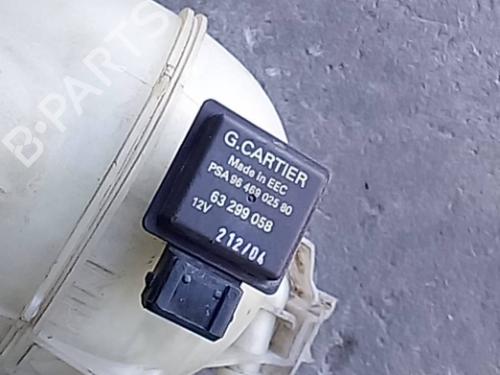 B-PARTS
G.CARTIER
Made in EEC
PSA 96 469 025 80
63 299 058
12V
212/04